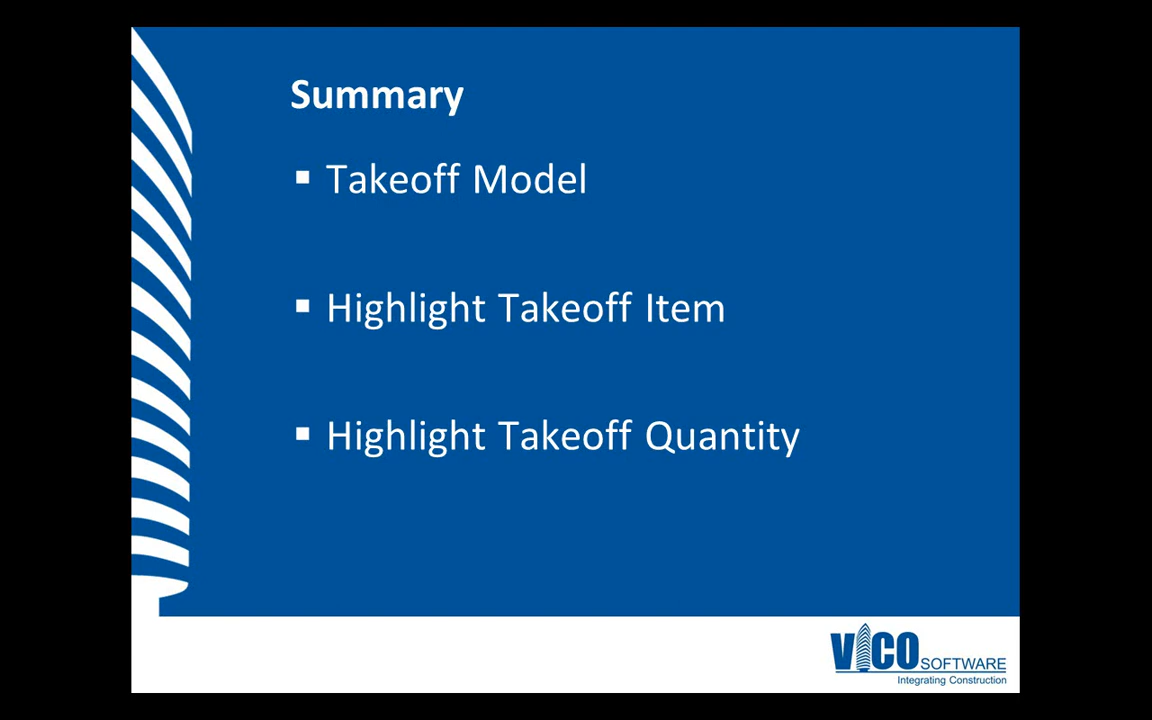 Summary
▪ Takeoff Model
▪ Highlight Takeoff Item
▪ Highlight Takeoff Quantity
VICO SOFTWARE
Integrating Construction